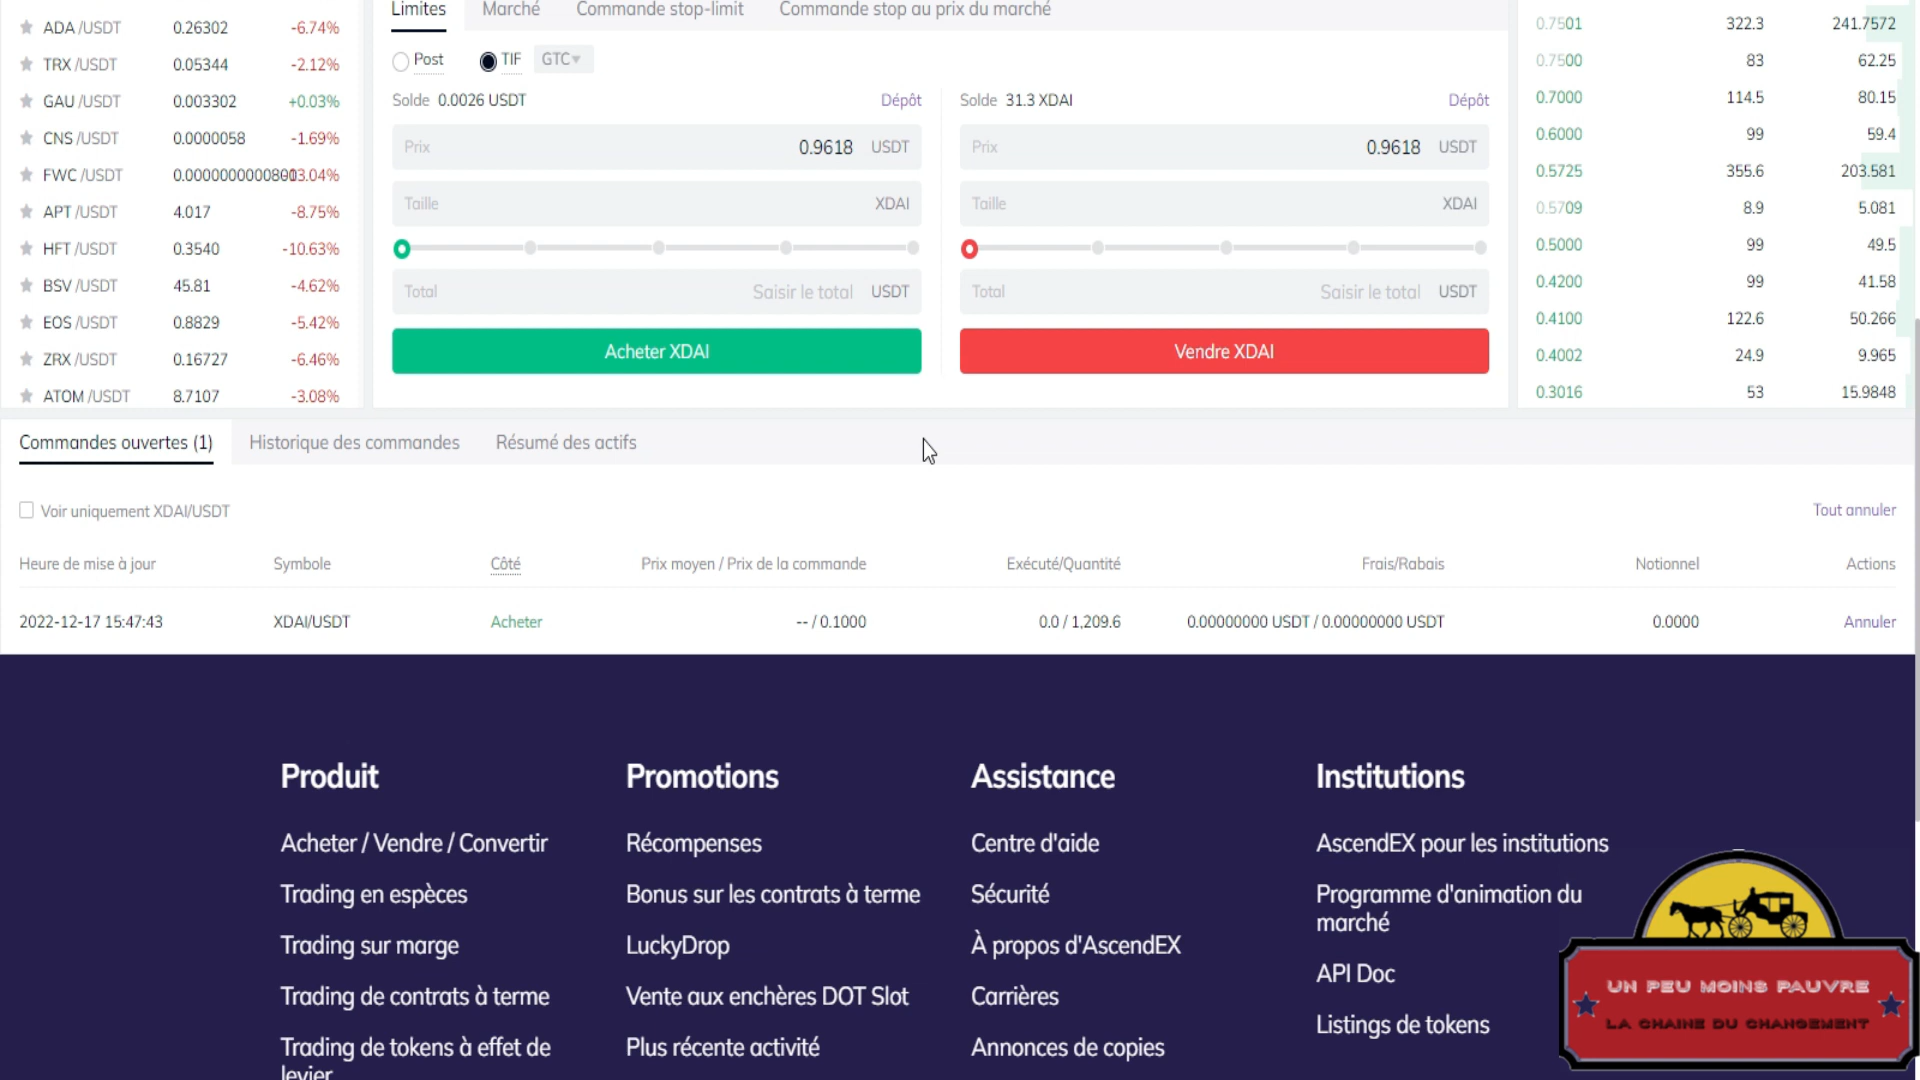 ADA /USDT 0.26302 -6.74%
TRX /USDT 0.05344 -2.12%
GAU /USDT 0.003302 +0.03%
CNS /USDT 0.0000058 -1.69%
FWC /USDT
APT /USDT 4.017 -8.75%
HFT /USDT 0.3540 -10.63%
BSV /USDT 45.81 -4.62%
EOS /USDT 0.8829 -5.42%
ZRX /USDT 0.16727 -6.46%
ATOM /USDT 8.7107 -3.08%
Limites Marché Commande stop-limit Commande stop au prix du marché
Post TIF GTC
Solde 0.0026 USDT Dépôt
Prix 0.9618 USDT
Taille XDAI
Total Saisir le total USDT
Acheter XDAI
Solde 31.3 XDAI Dépôt
Prix 0.9618 USDT
Taille XDAI
Total Saisir le total USDT
Vendre XDAI
0.7501 322.3 241.7572
0.7500 83 62.25
0.7000 114.5 80.15
0.6000 99 59.4
0.5725 355.6 203.581
0.5709 8.9 5.081
0.5000 99 49.5
0.4200 99 41.58
0.4100 122.6 50.266
0.4002 24.9 9.965
0.3016 53 15.9848
Commandes ouvertes (1) Historique des commandes Résumé des actifs
Voir uniquement XDAI/USDT Tout annuler
Heure de mise à jour Symbole Côté Prix moyen / Prix de la commande Exécuté/Quantité Frais/Rabais Notionnel Actions
2022-12-17 15:47:43 XDAI/USDT Acheter -- / 0.1000 0.0 / 1,209.6 0.00000000 USDT / 0.00000000 USDT 0.0000 Annuler
Produit
Acheter / Vendre / Convertir
Trading en espèces
Trading sur marge
Trading de contrats à terme
Trading de tokens à effet de
levier
Promotions
Récompenses
Bonus sur les contrats à terme
LuckyDrop
Vente aux enchères DOT Slot
Plus récente activité
Assistance
Centre d'aide
Sécurité
À propos d'AscendEX
Carrières
Annonces de copies
Institutions
AscendEX pour les institutions
Programme d'animation du
marché
API Doc
Listings de tokens
UN PEU MOINS PAUVRE
LA CHAINE DU CHANGEMENT